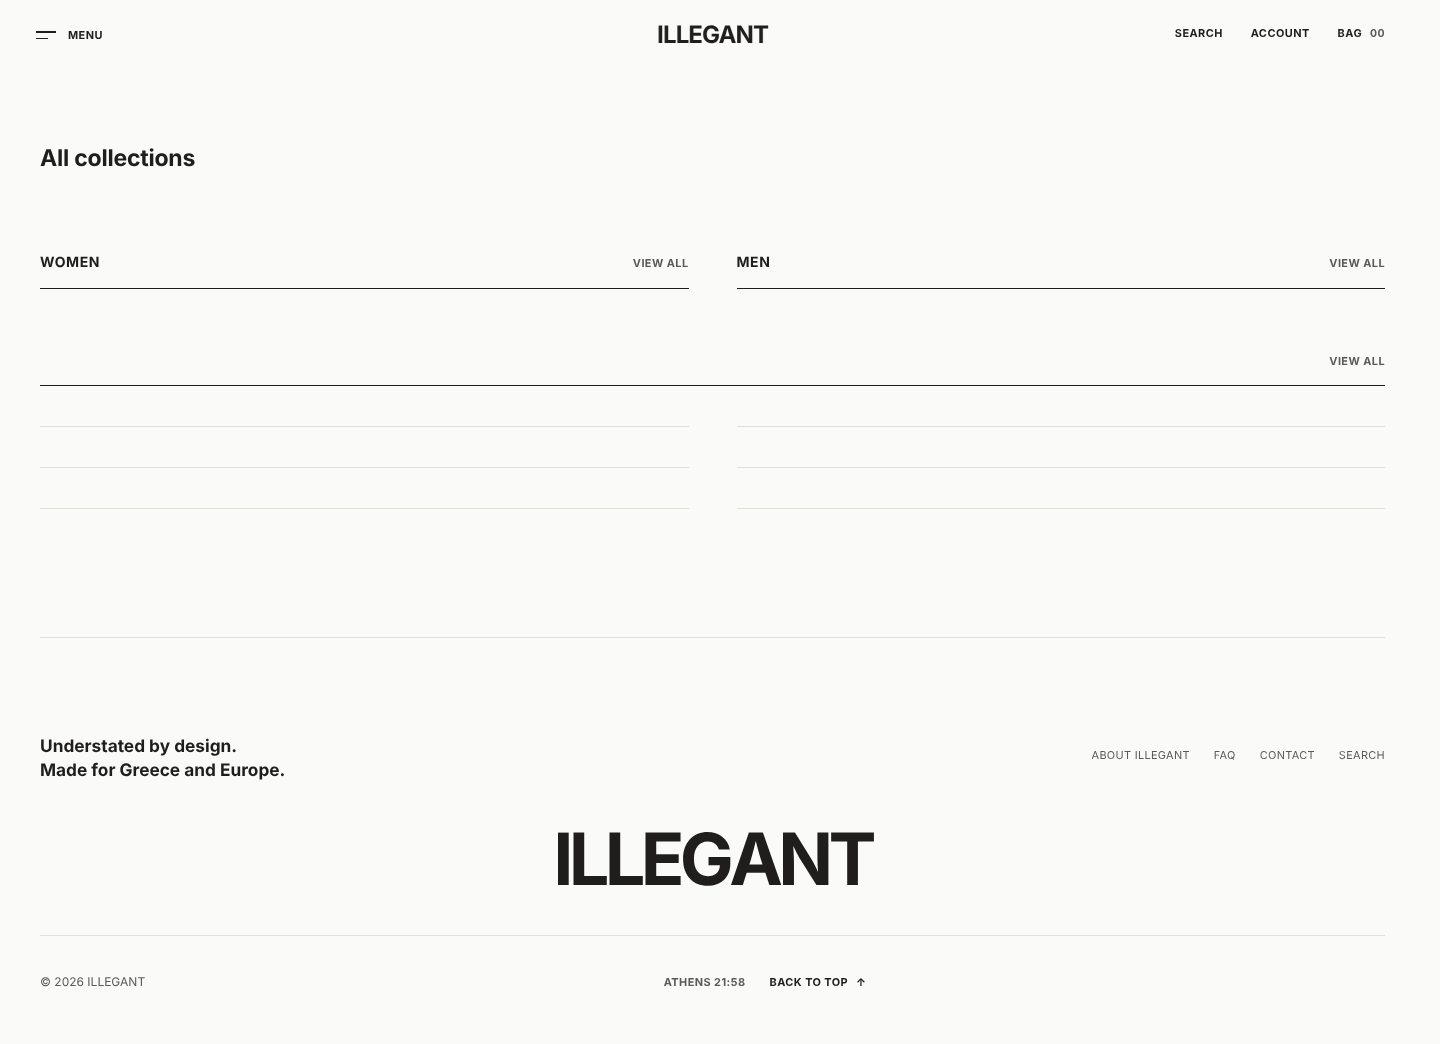 MENU
ILLEGANT
SEARCH ACCOUNT BAG 00
All collections
WOMEN VIEW ALL
MEN VIEW ALL
VIEW ALL
Understated by design.
Made for Greece and Europe.
ABOUT ILLEGANT FAQ CONTACT SEARCH
ILLEGANT
© 2026 ILLEGANT
ATHENS 21:58 BACK TO TOP ↑